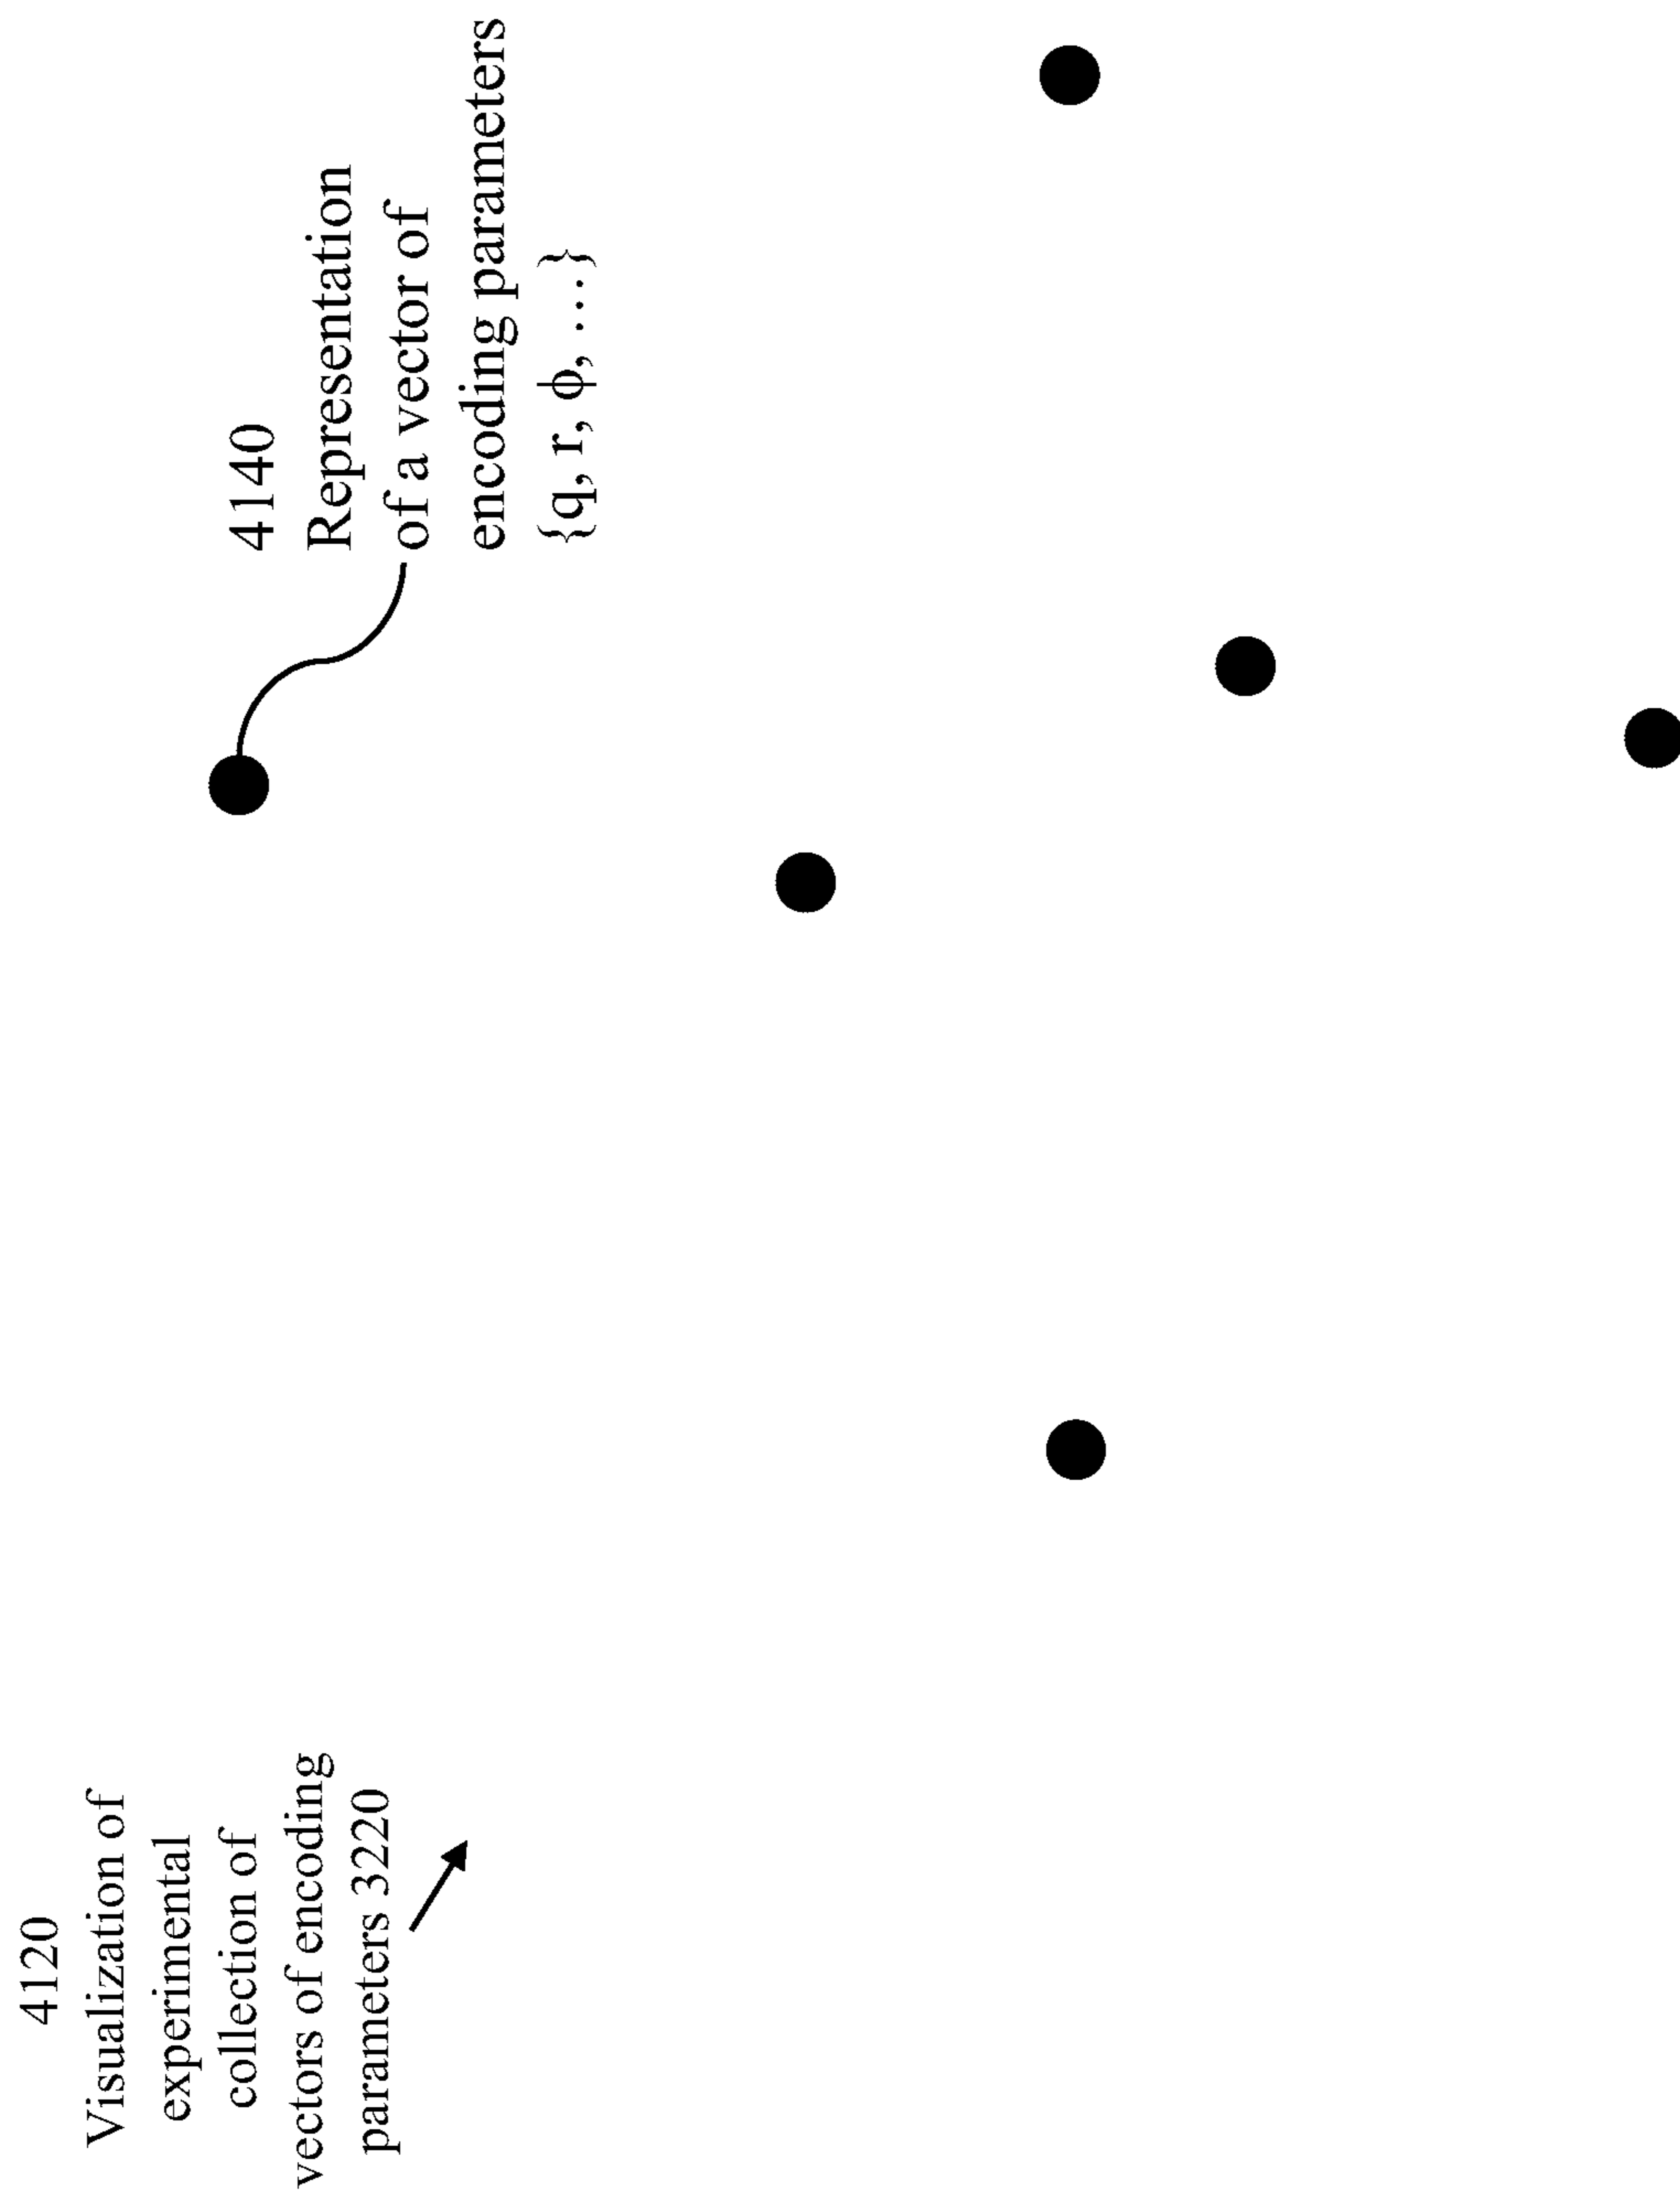 4120
Visualization of
experimental
collection of
vectors of encoding
parameters 3220
4140
Representation
of a vector of
encoding parameters
{q, r, ϕ, …}